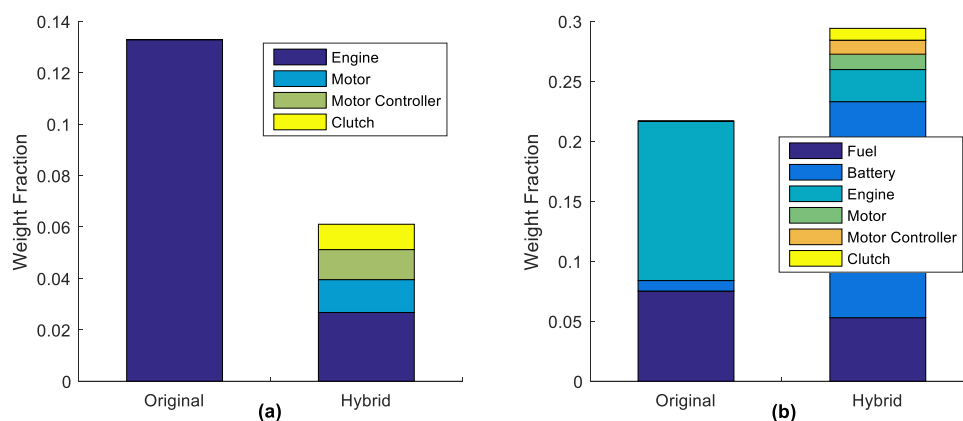 0.14
0.12
0.1
0.08
0.06
0.04
0.02
0
Weight Fraction
Engine
Motor
Motor Controller
Clutch
Original
Hybrid
(a)
0.3
0.25
0.2
0.15
0.1
0.05
0
Weight Fraction
Fuel
Battery
Engine
Motor
Motor Controller
Clutch
Original
Hybrid
(b)